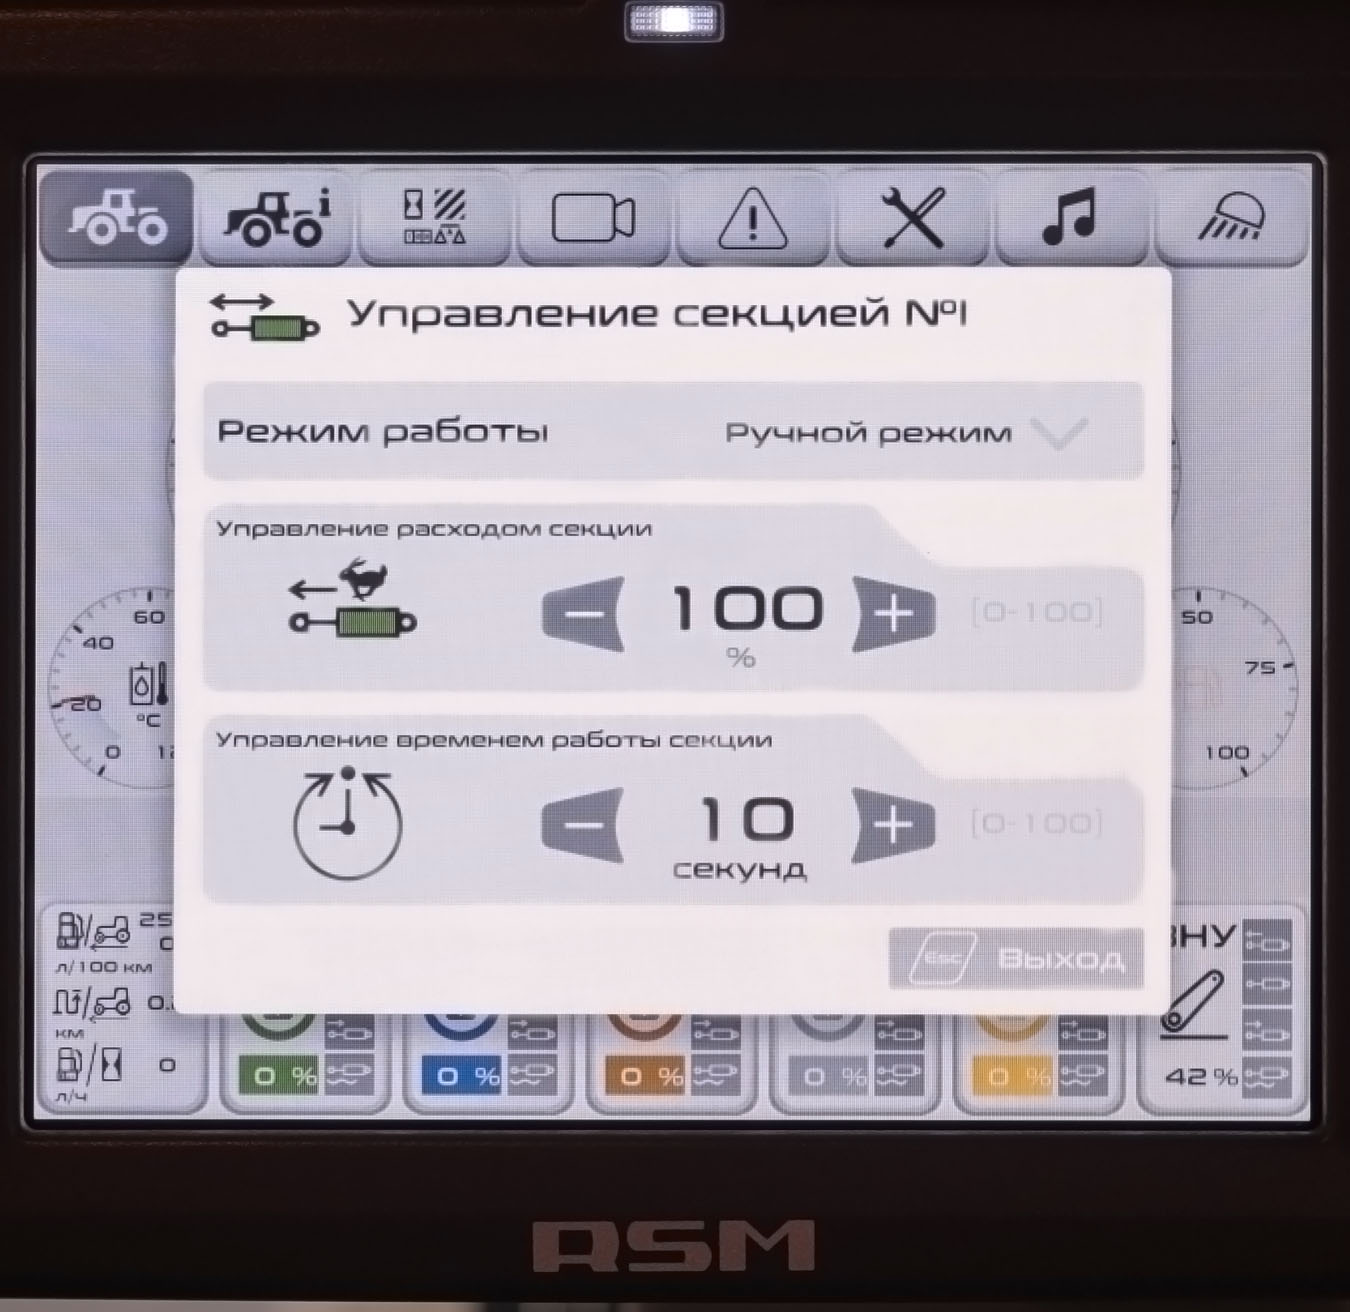 i
Управление секцией №1
Режим работы
Ручной режим
Управление расходом секции
100
%
[0-100]
Управление временем работы секции
10
секунд
[0-100]
Esc Выход
60
40
20
0
°C
50
75
100
25
л/100 км
км
0
л/ч
0 %
0 %
0 %
0 %
0 %
42 %
RSM